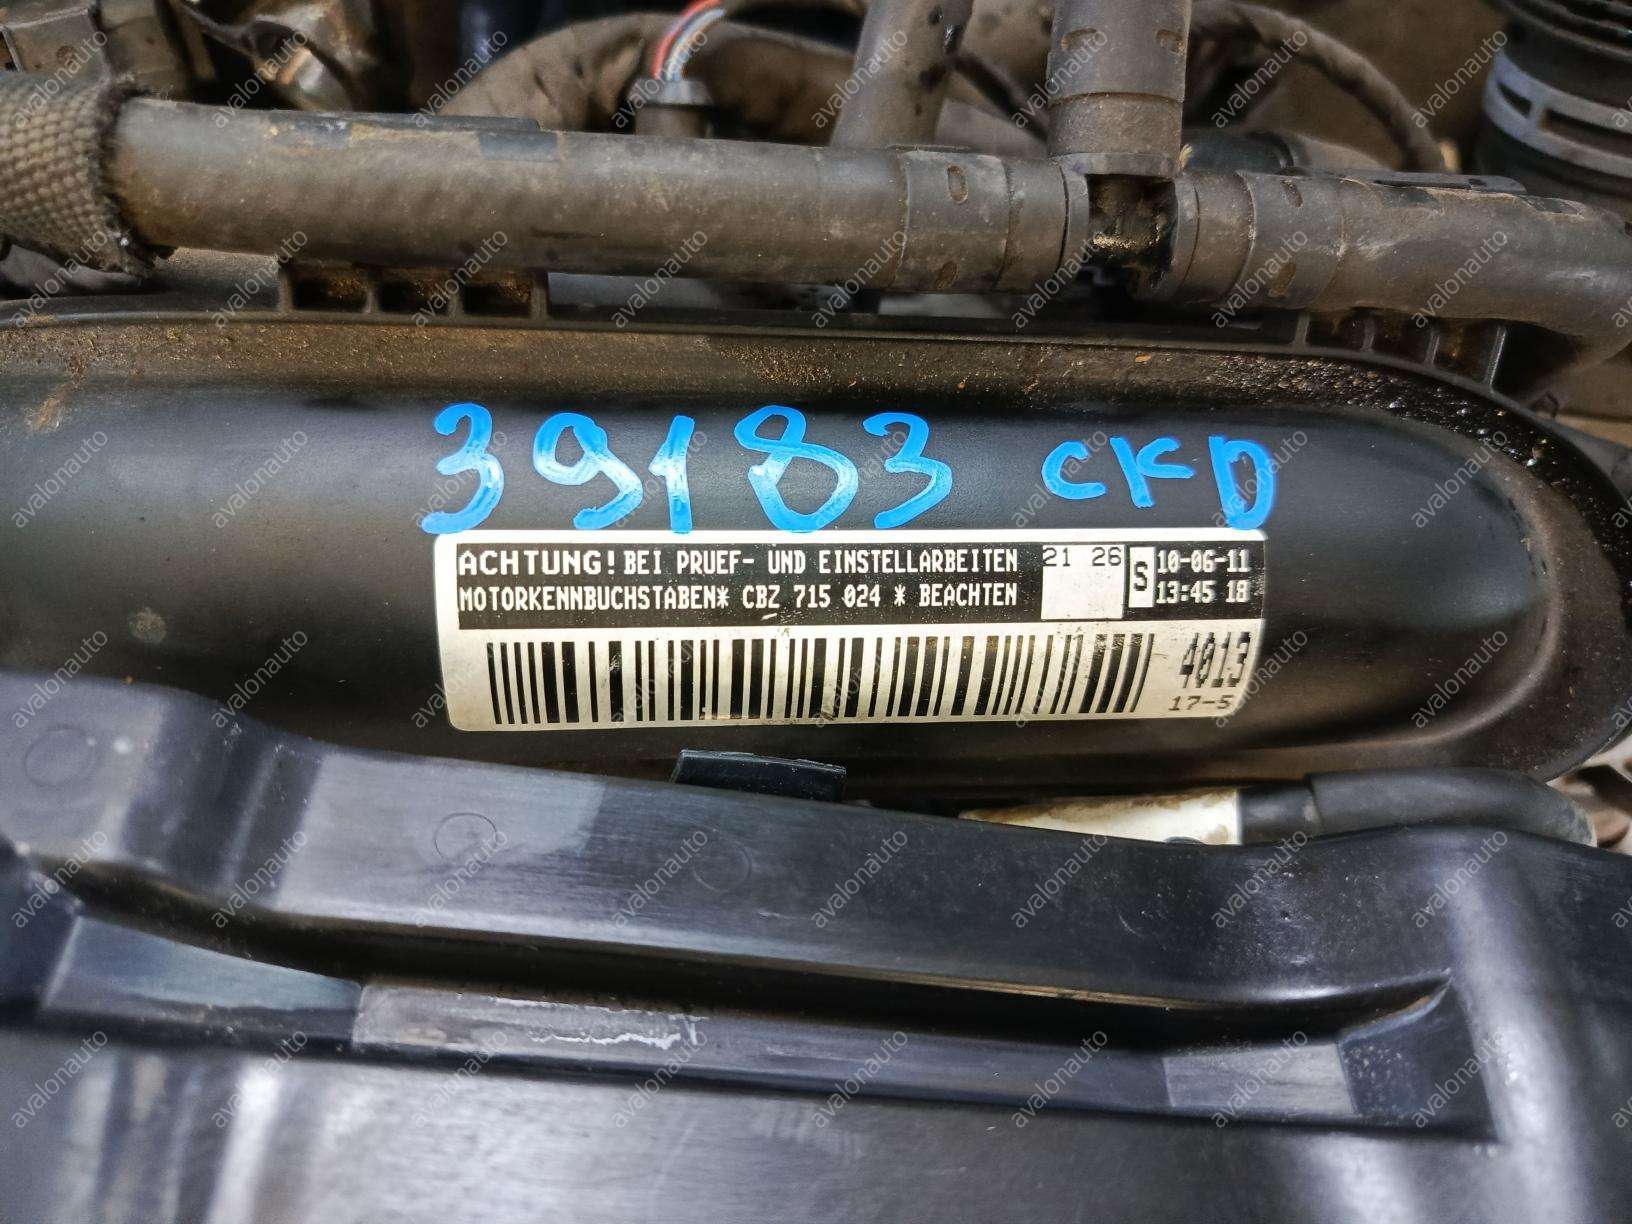 39183 CKD
ACHTUNG! BEI PRUEF- UND EINSTELLARBEITEN 21 26 S 10-06-11
MOTORKENNBUCHSTABEN* CBZ 715 024 * BEACHTEN 13:45 18
4013
17-5
avalonauto